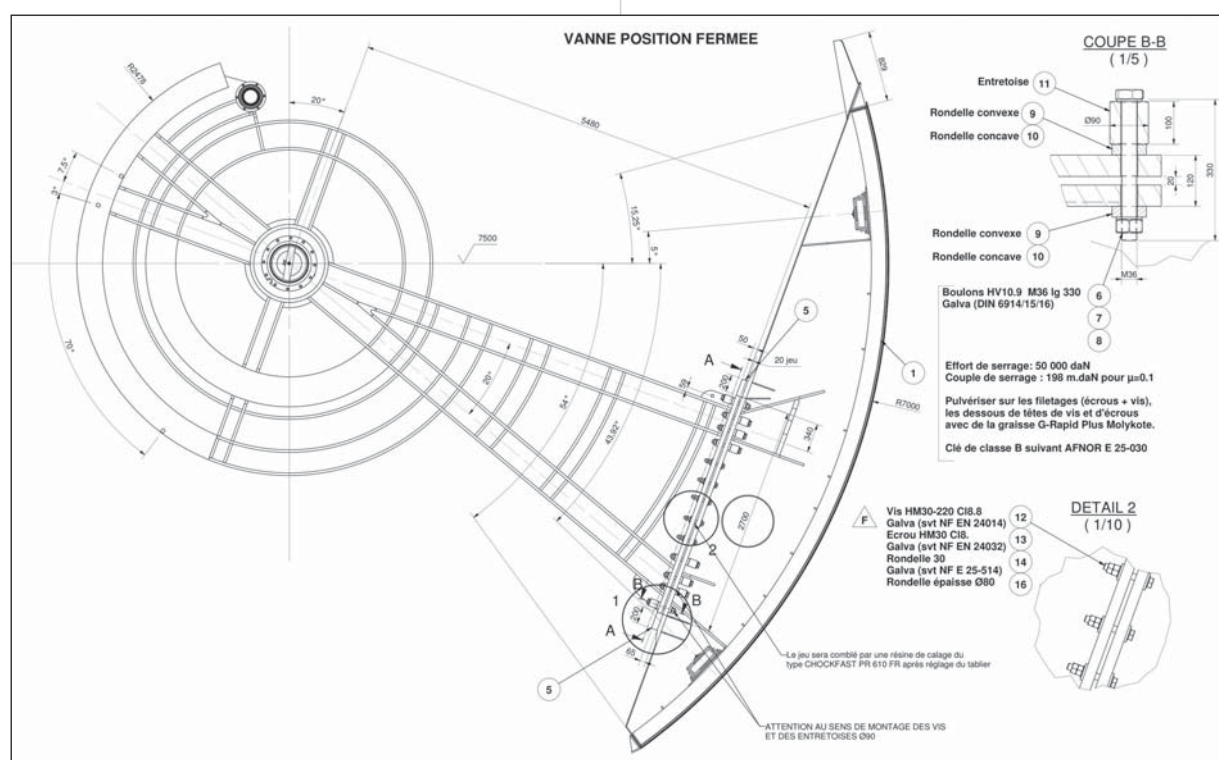 VANNE POSITION FERMEE
COUPE B-B
( 1/5 )
Entretoise 11
Rondelle convexe 9
Rondelle concave 10
Ø90
100
20
120
330
Rondelle convexe 9
Rondelle concave 10
M36
Boulons HV10.9 M36 lg 330 6
Galva (DIN 6914/15/16)
7
8
Effort de serrage: 50 000 daN
Couple de serrage : 198 m.daN pour µ=0.1
Pulvériser sur les filetages (écrous + vis),
les dessous de têtes de vis et d'écrous
avec de la graisse G-Rapid Plus Molykote.
Clé de classe B suivant AFNOR E 25-030
R2478
20°
5480
829
7,5°
3°
70°
7500
15,25°
5°
5
50
A
20 jeu
200
59
1
R7000
20°
54°
43,92°
340
2700
2
B
1
B
200
A
65
5
Le jeu sera comblé par une résine de calage du
type CHOCKFAST PR 610 FR après réglage du tablier
ATTENTION AU SENS DE MONTAGE DES VIS
ET DES ENTRETOISES Ø90
F
Vis HM30-220 Cl8.8 12
Galva (svt NF EN 24014)
Ecrou HM30 Cl8. 13
Galva (svt NF EN 24032)
Rondelle 30 14
Galva (svt NF E 25-514)
Rondelle épaisse Ø80 16
DETAIL 2
( 1/10 )